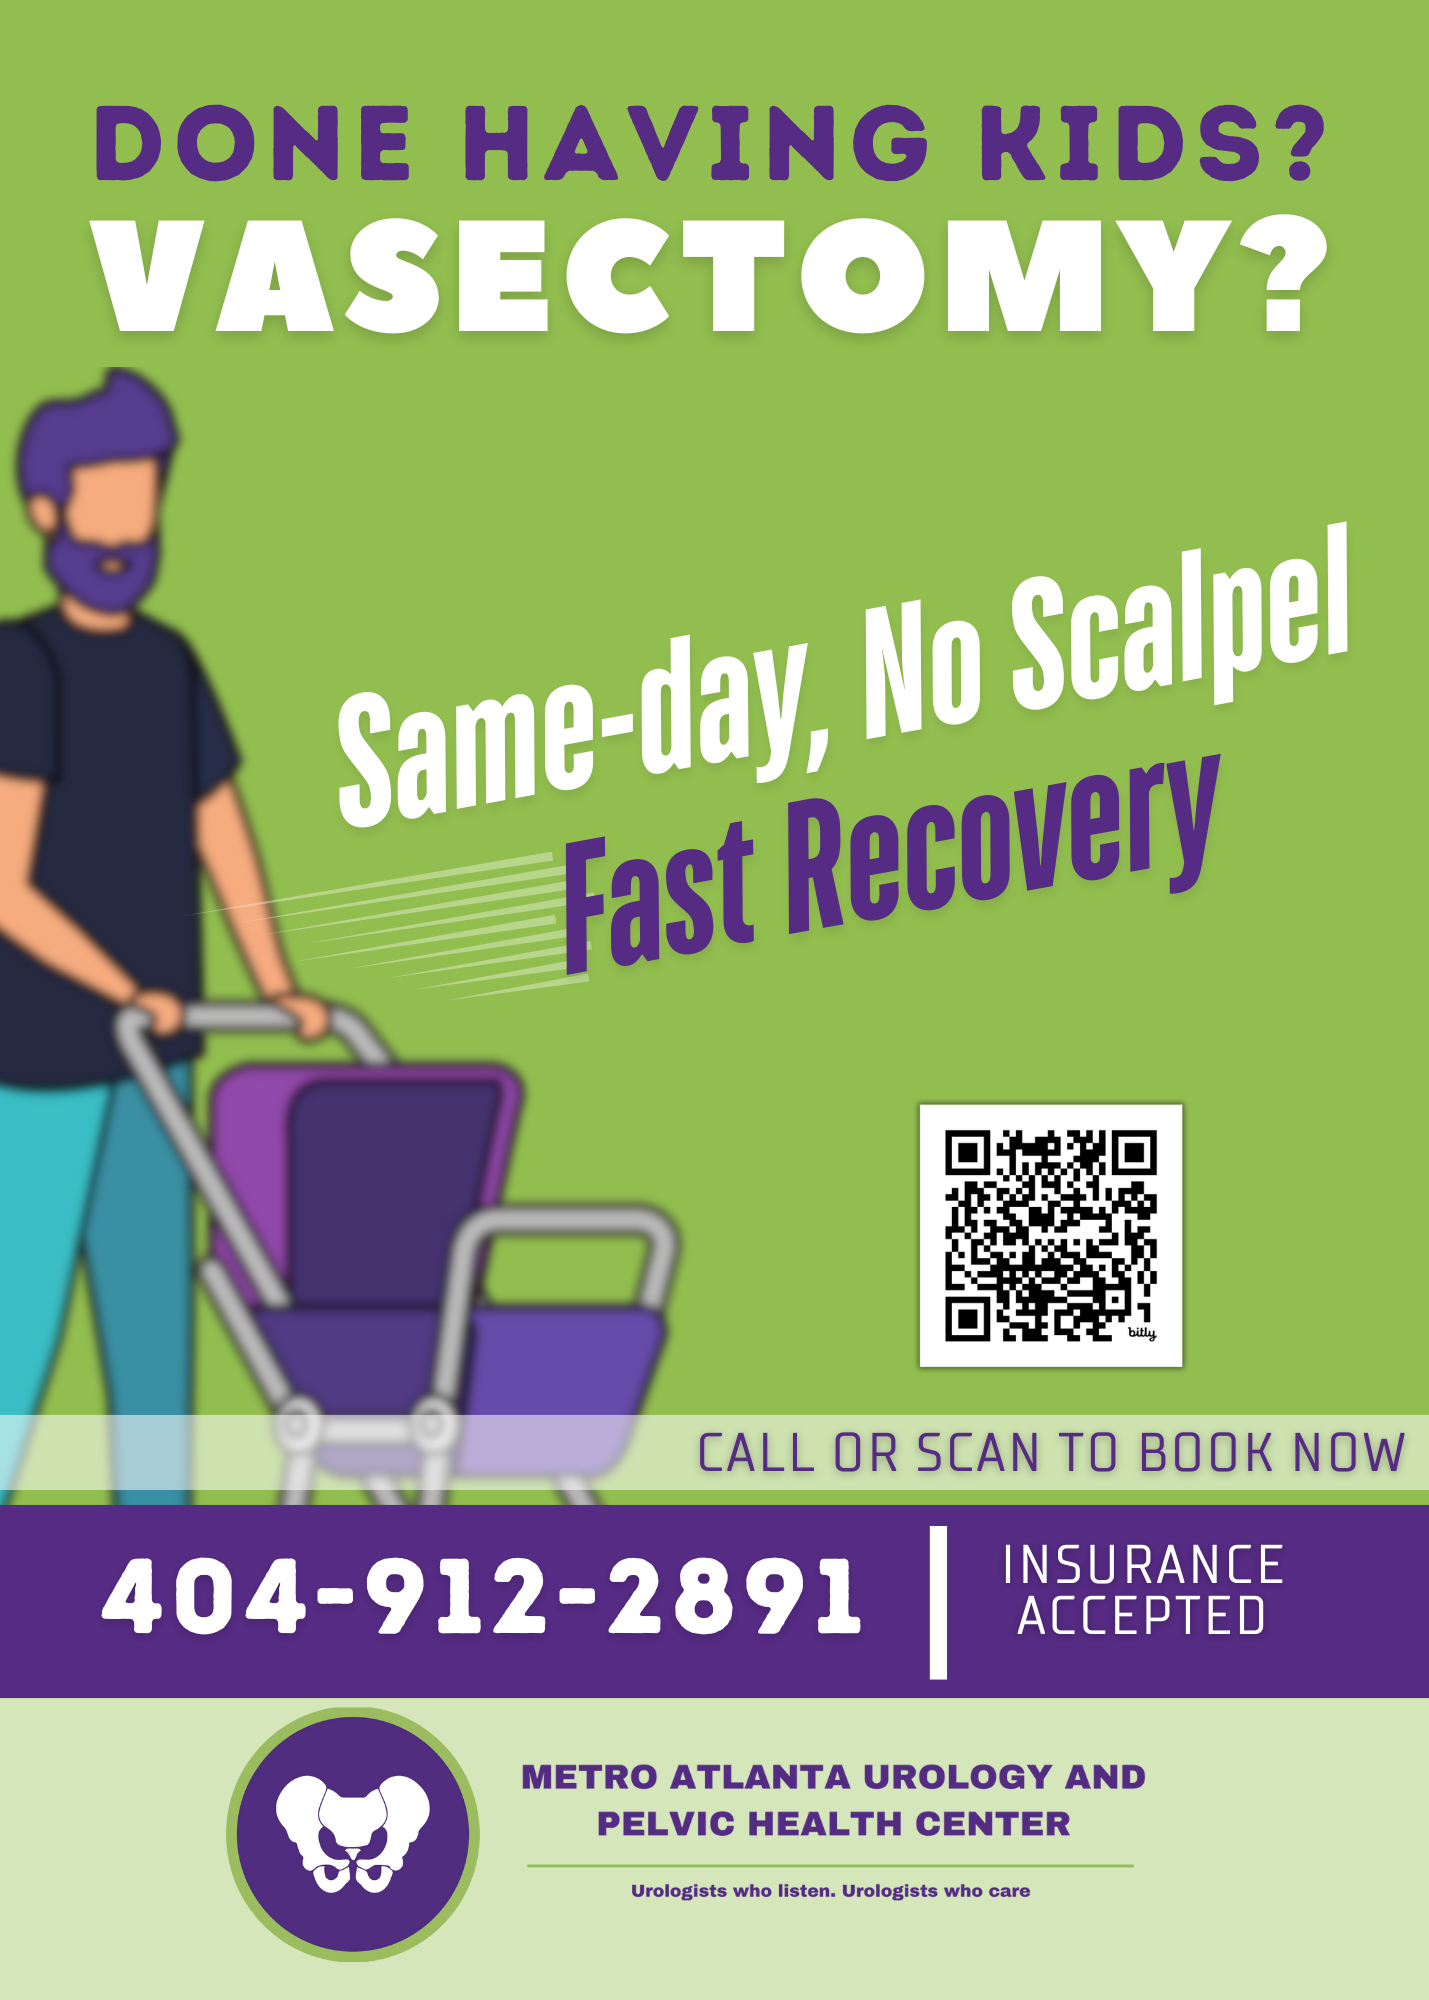 DONE HAVING KIDS?
VASECTOMY?
Same-day, No Scalpel
Fast Recovery
bitly
CALL OR SCAN TO BOOK NOW
404-912-2891
INSURANCE
ACCEPTED
METRO ATLANTA UROLOGY AND
PELVIC HEALTH CENTER
Urologists who listen. Urologists who care